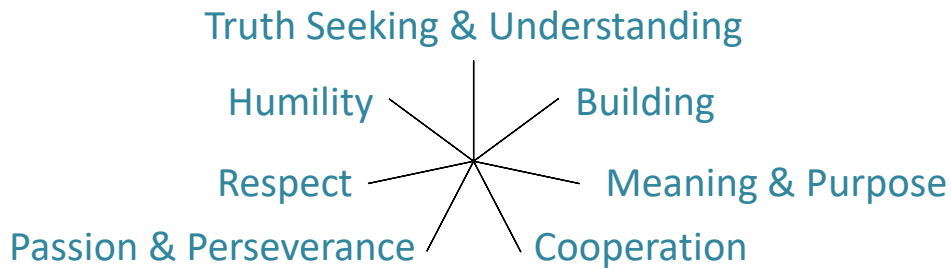 Truth Seeking & Understanding
Humility
Building
Respect
Meaning & Purpose
Passion & Perseverance
Cooperation